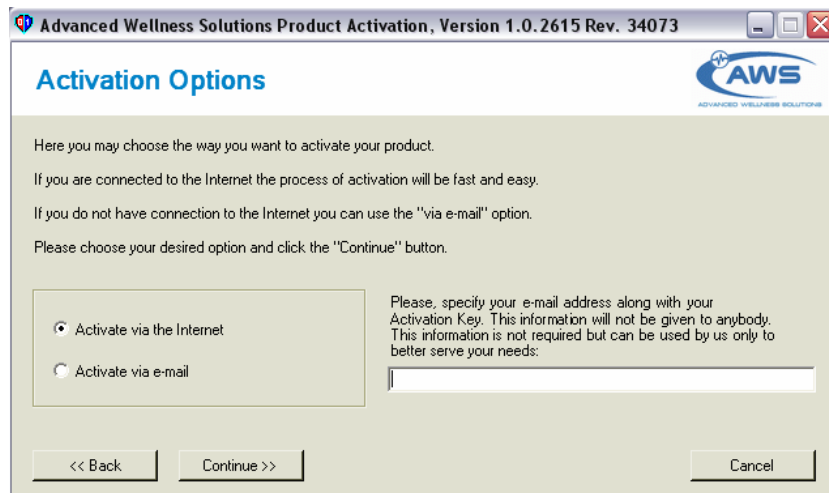 Advanced Wellness Solutions Product Activation, Version 1.0.2615 Rev. 34073
Activation Options
AWS
ADVANCED WELLNESS SOLUTIONS
Here you may choose the way you want to activate your product.
If you are connected to the Internet the process of activation will be fast and easy.
If you do not have connection to the Internet you can use the "via e-mail" option.
Please choose your desired option and click the "Continue" button.
Activate via the Internet
Activate via e-mail
Please, specify your e-mail address along with your
Activation Key. This information will not be given to anybody.
This information is not required but can be used by us only to
better serve your needs:
<< Back
Continue >>
Cancel